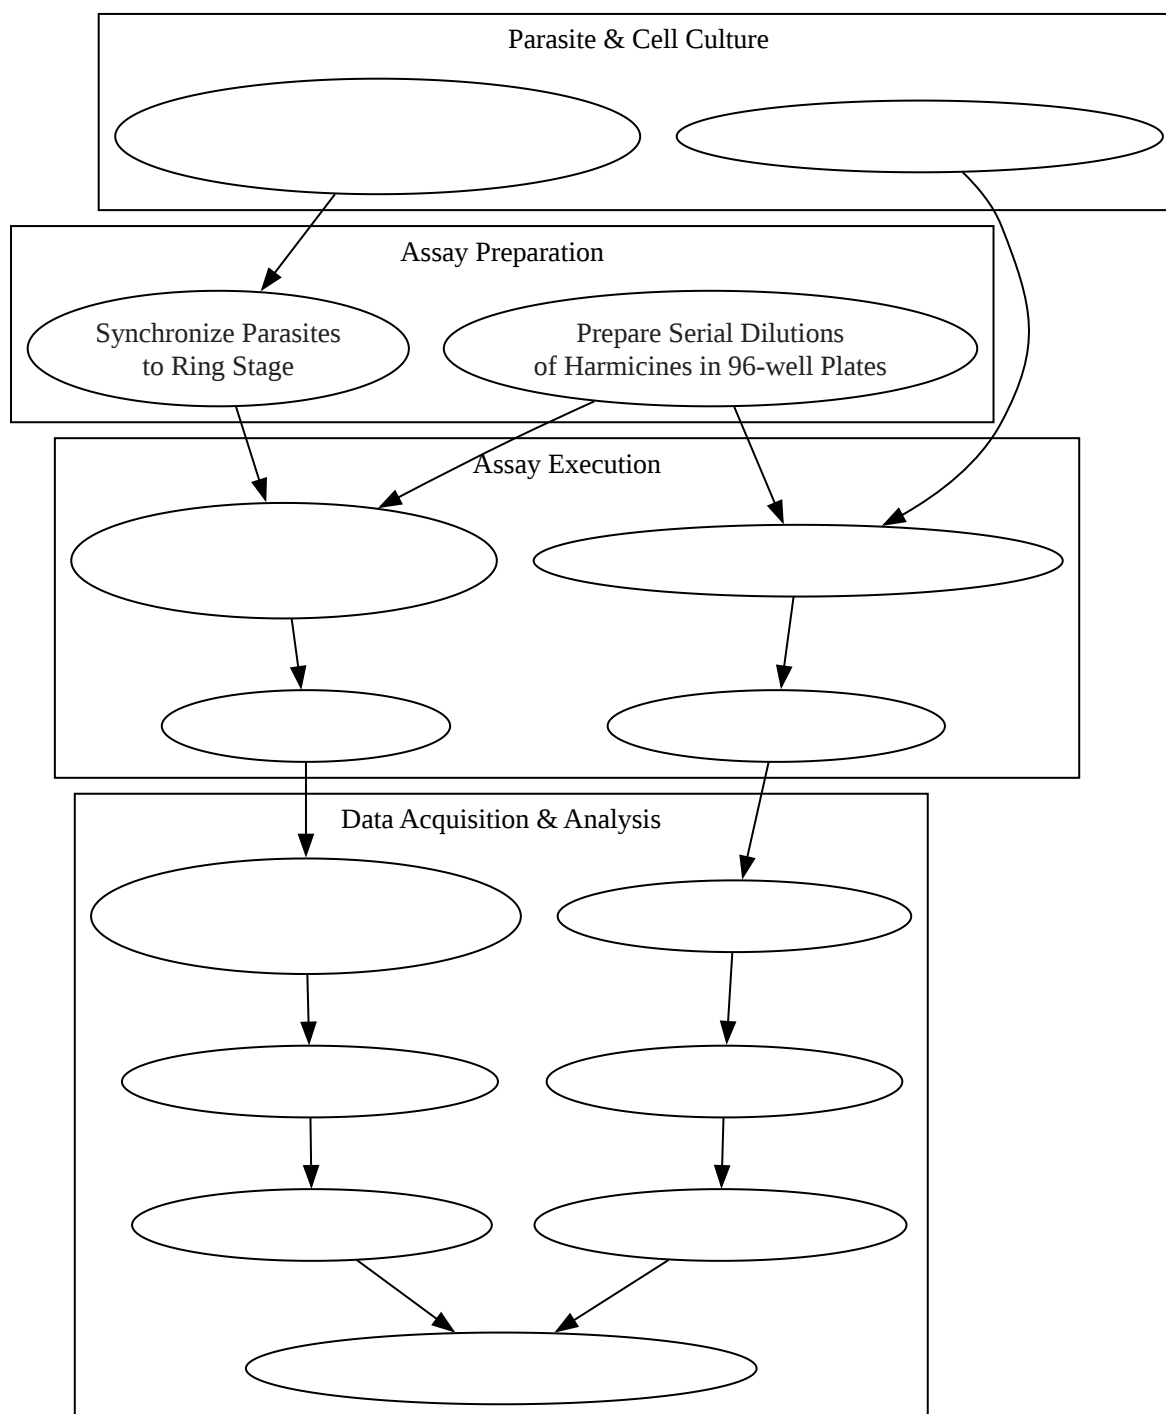 Parasite & Cell Culture
Assay Preparation
Synchronize Parasites
to Ring Stage
Prepare Serial Dilutions
of Harmicines in 96-well Plates
Assay Execution
Data Acquisition & Analysis